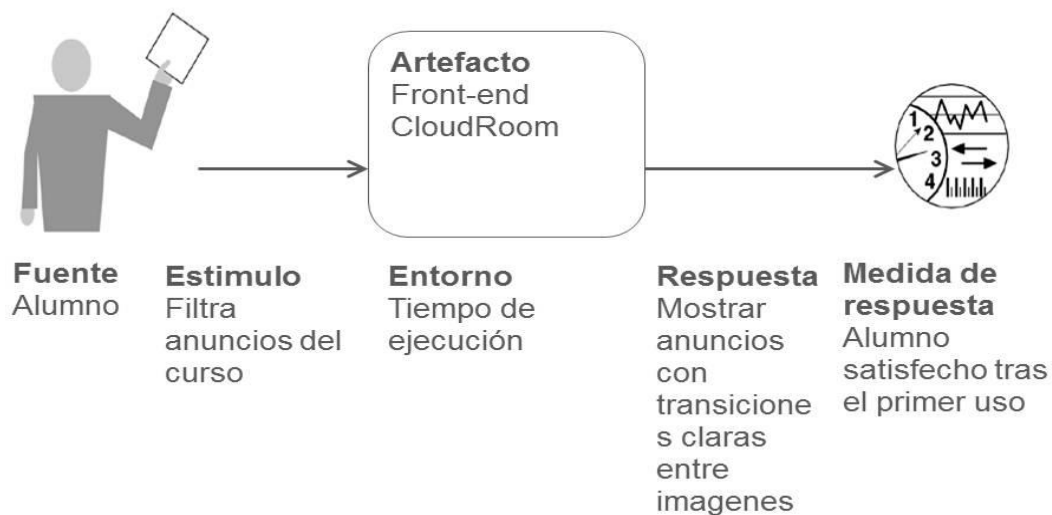 Artefacto
Front-end
CloudRoom
1
2
3
4
Fuente
Alumno
Estimulo
Filtra
anuncios del
curso
Entorno
Tiempo de
ejecución
Respuesta
Mostrar
anuncios
con
transicione
s claras
entre
imagenes
Medida de
respuesta
Alumno
satisfecho tras
el primer uso